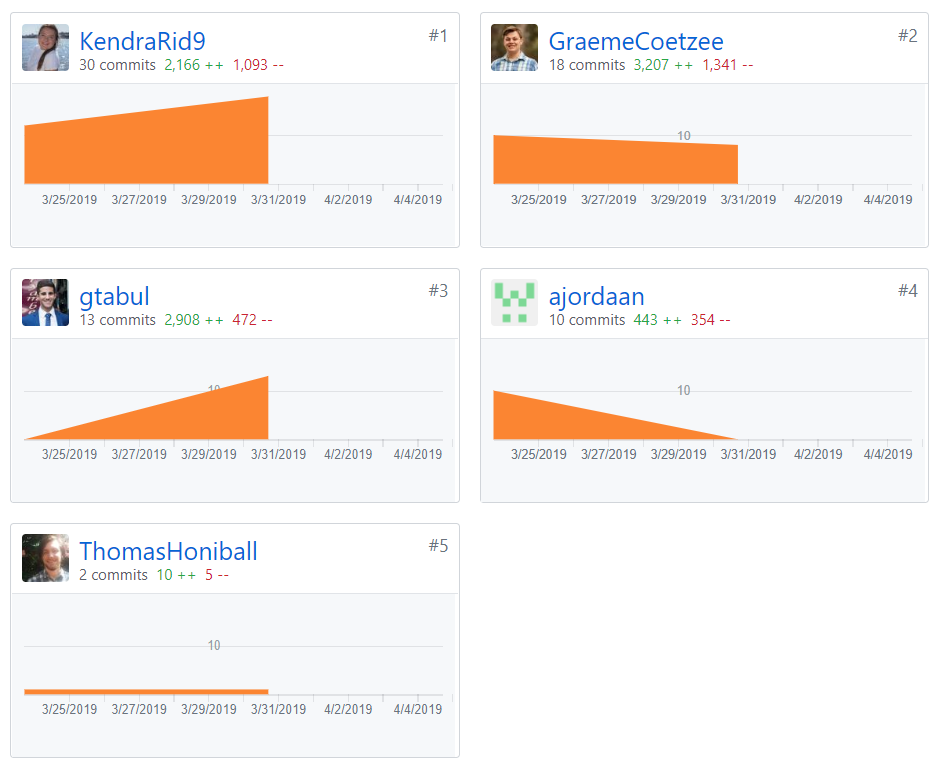 KendraRid9 #1
30 commits 2,166 ++ 1,093 --
3/25/2019 3/27/2019 3/29/2019 3/31/2019 4/2/2019 4/4/2019
GraemeCoetzee #2
18 commits 3,207 ++ 1,341 --
10
3/25/2019 3/27/2019 3/29/2019 3/31/2019 4/2/2019 4/4/2019
gtabul #3
13 commits 2,908 ++ 472 --
10
3/25/2019 3/27/2019 3/29/2019 3/31/2019 4/2/2019 4/4/2019
ajordaan #4
10 commits 443 ++ 354 --
10
3/25/2019 3/27/2019 3/29/2019 3/31/2019 4/2/2019 4/4/2019
ThomasHoniball #5
2 commits 10 ++ 5 --
10
3/25/2019 3/27/2019 3/29/2019 3/31/2019 4/2/2019 4/4/2019